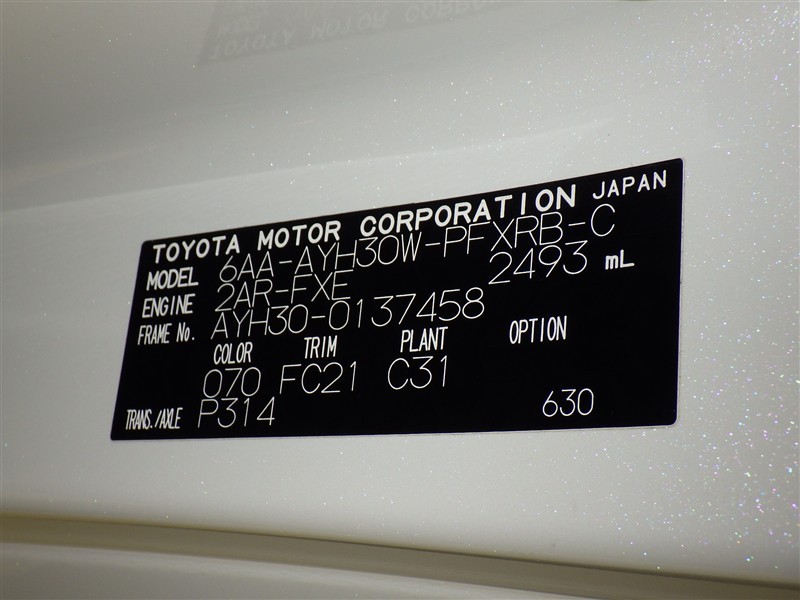 TOYOTA MOTOR CORPORATION JAPAN
MODEL 6AA-AYH30W-PFXRB-C
ENGINE 2AR-FXE 2493 mL
FRAME No. AYH30-0137458
COLOR TRIM PLANT OPTION
070 FC21 C31
TRANS./AXLE P314 630